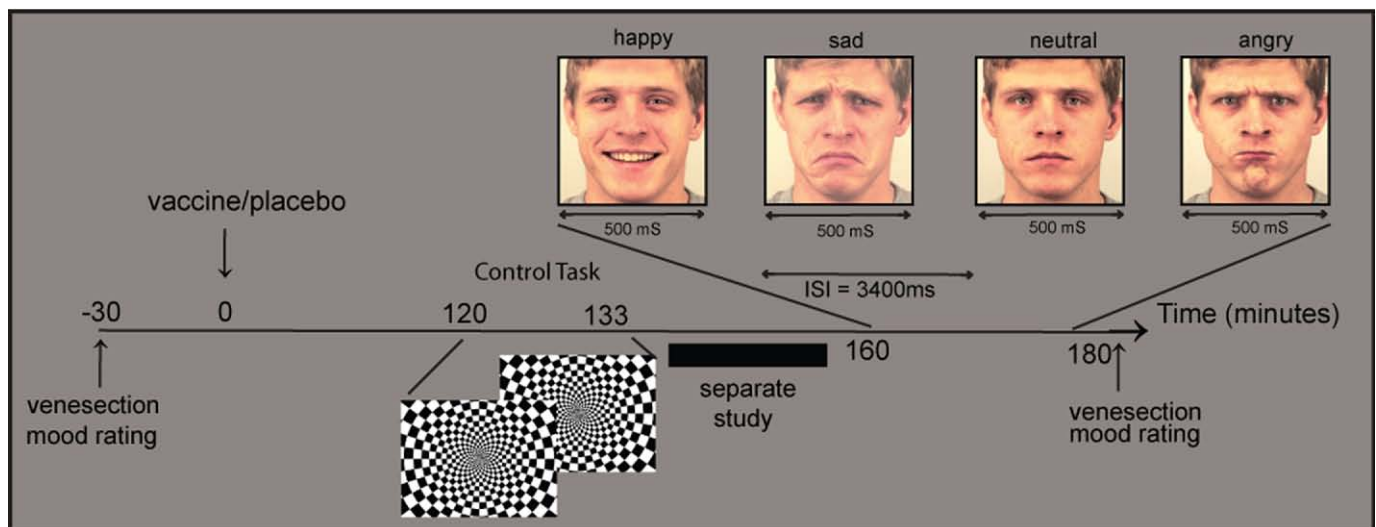 happy
sad
neutral
angry
500 mS
500 mS
500 mS
500 mS
vaccine/placebo
Control Task
ISI = 3400ms
-30
0
120
133
Time (minutes)
160
180
separate
study
venesection
mood rating
venesection
mood rating